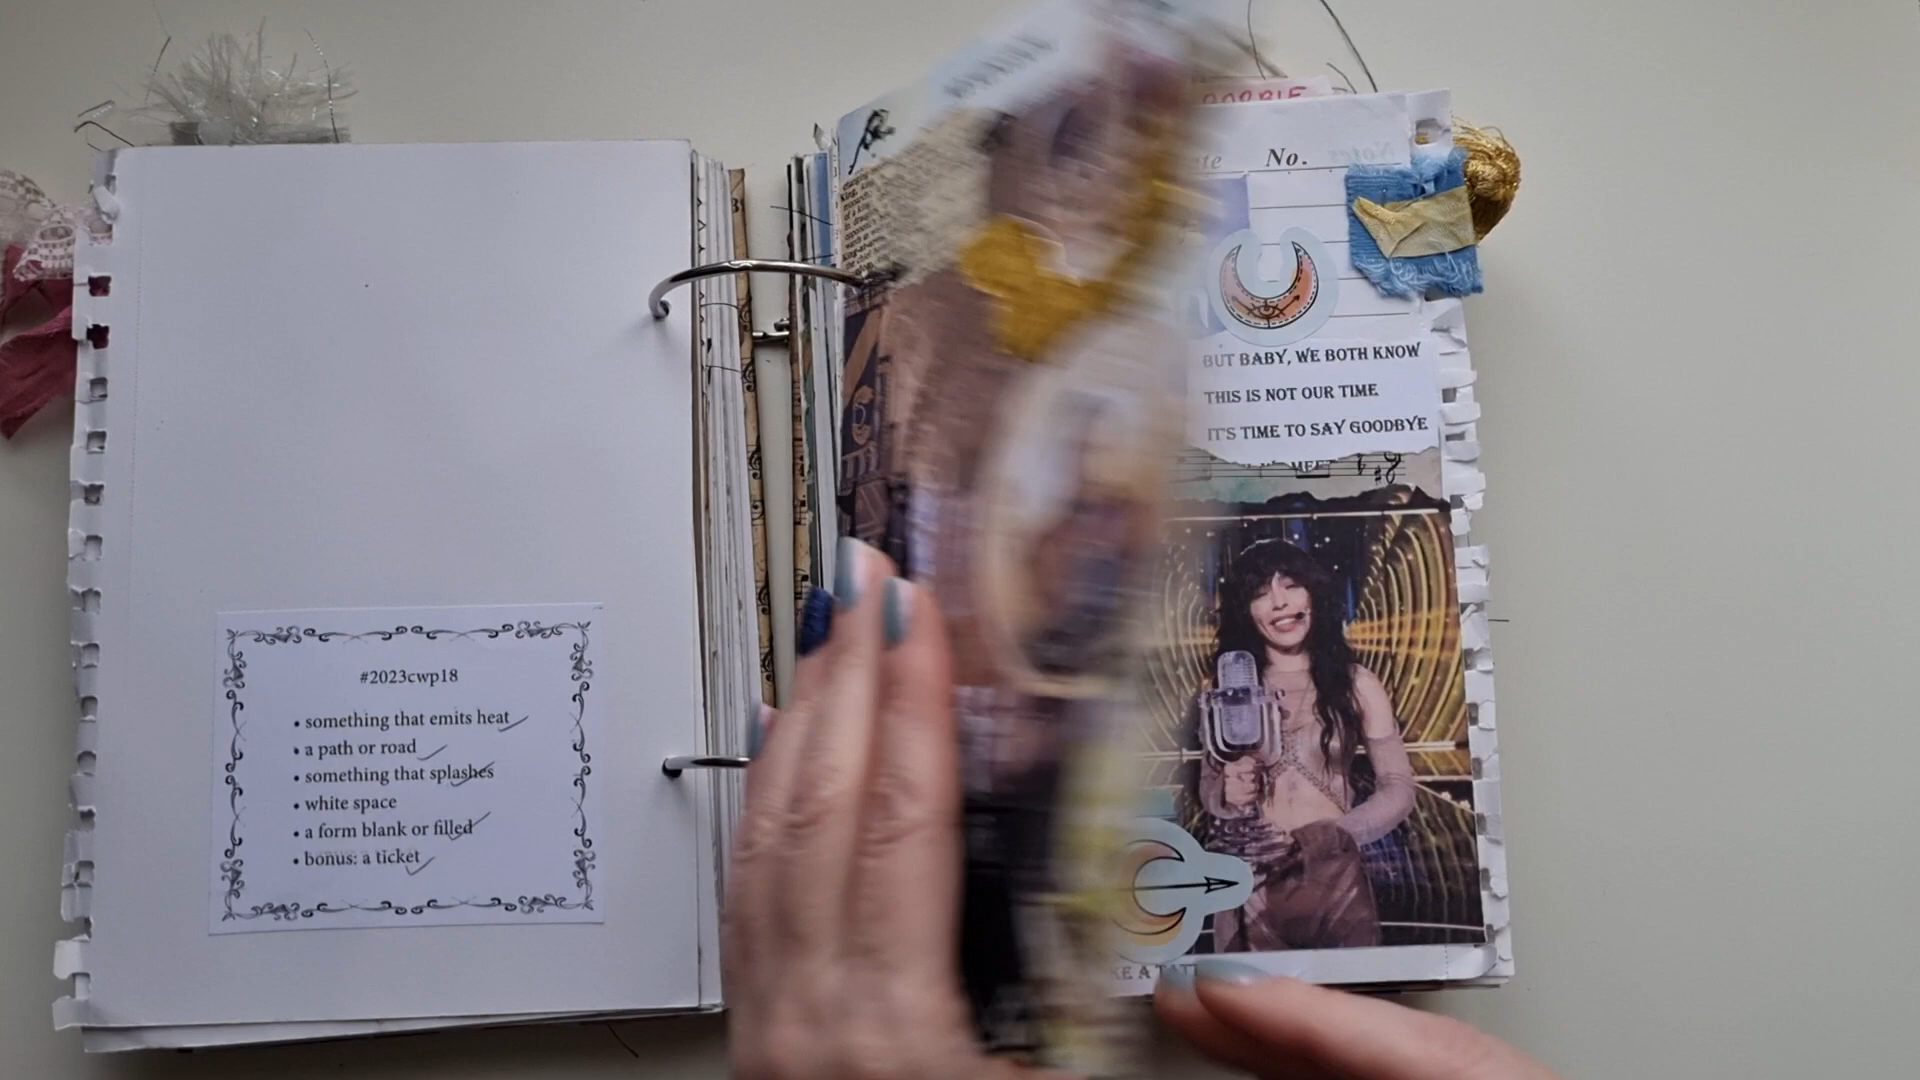 #2023cwp18
• something that emits heat
• a path or road
• something that splashes
• white space
• a form blank or filled
• bonus: a ticket
No.
Notes
BUT BABY, WE BOTH KNOW
THIS IS NOT OUR TIME
IT'S TIME TO SAY GOODBYE